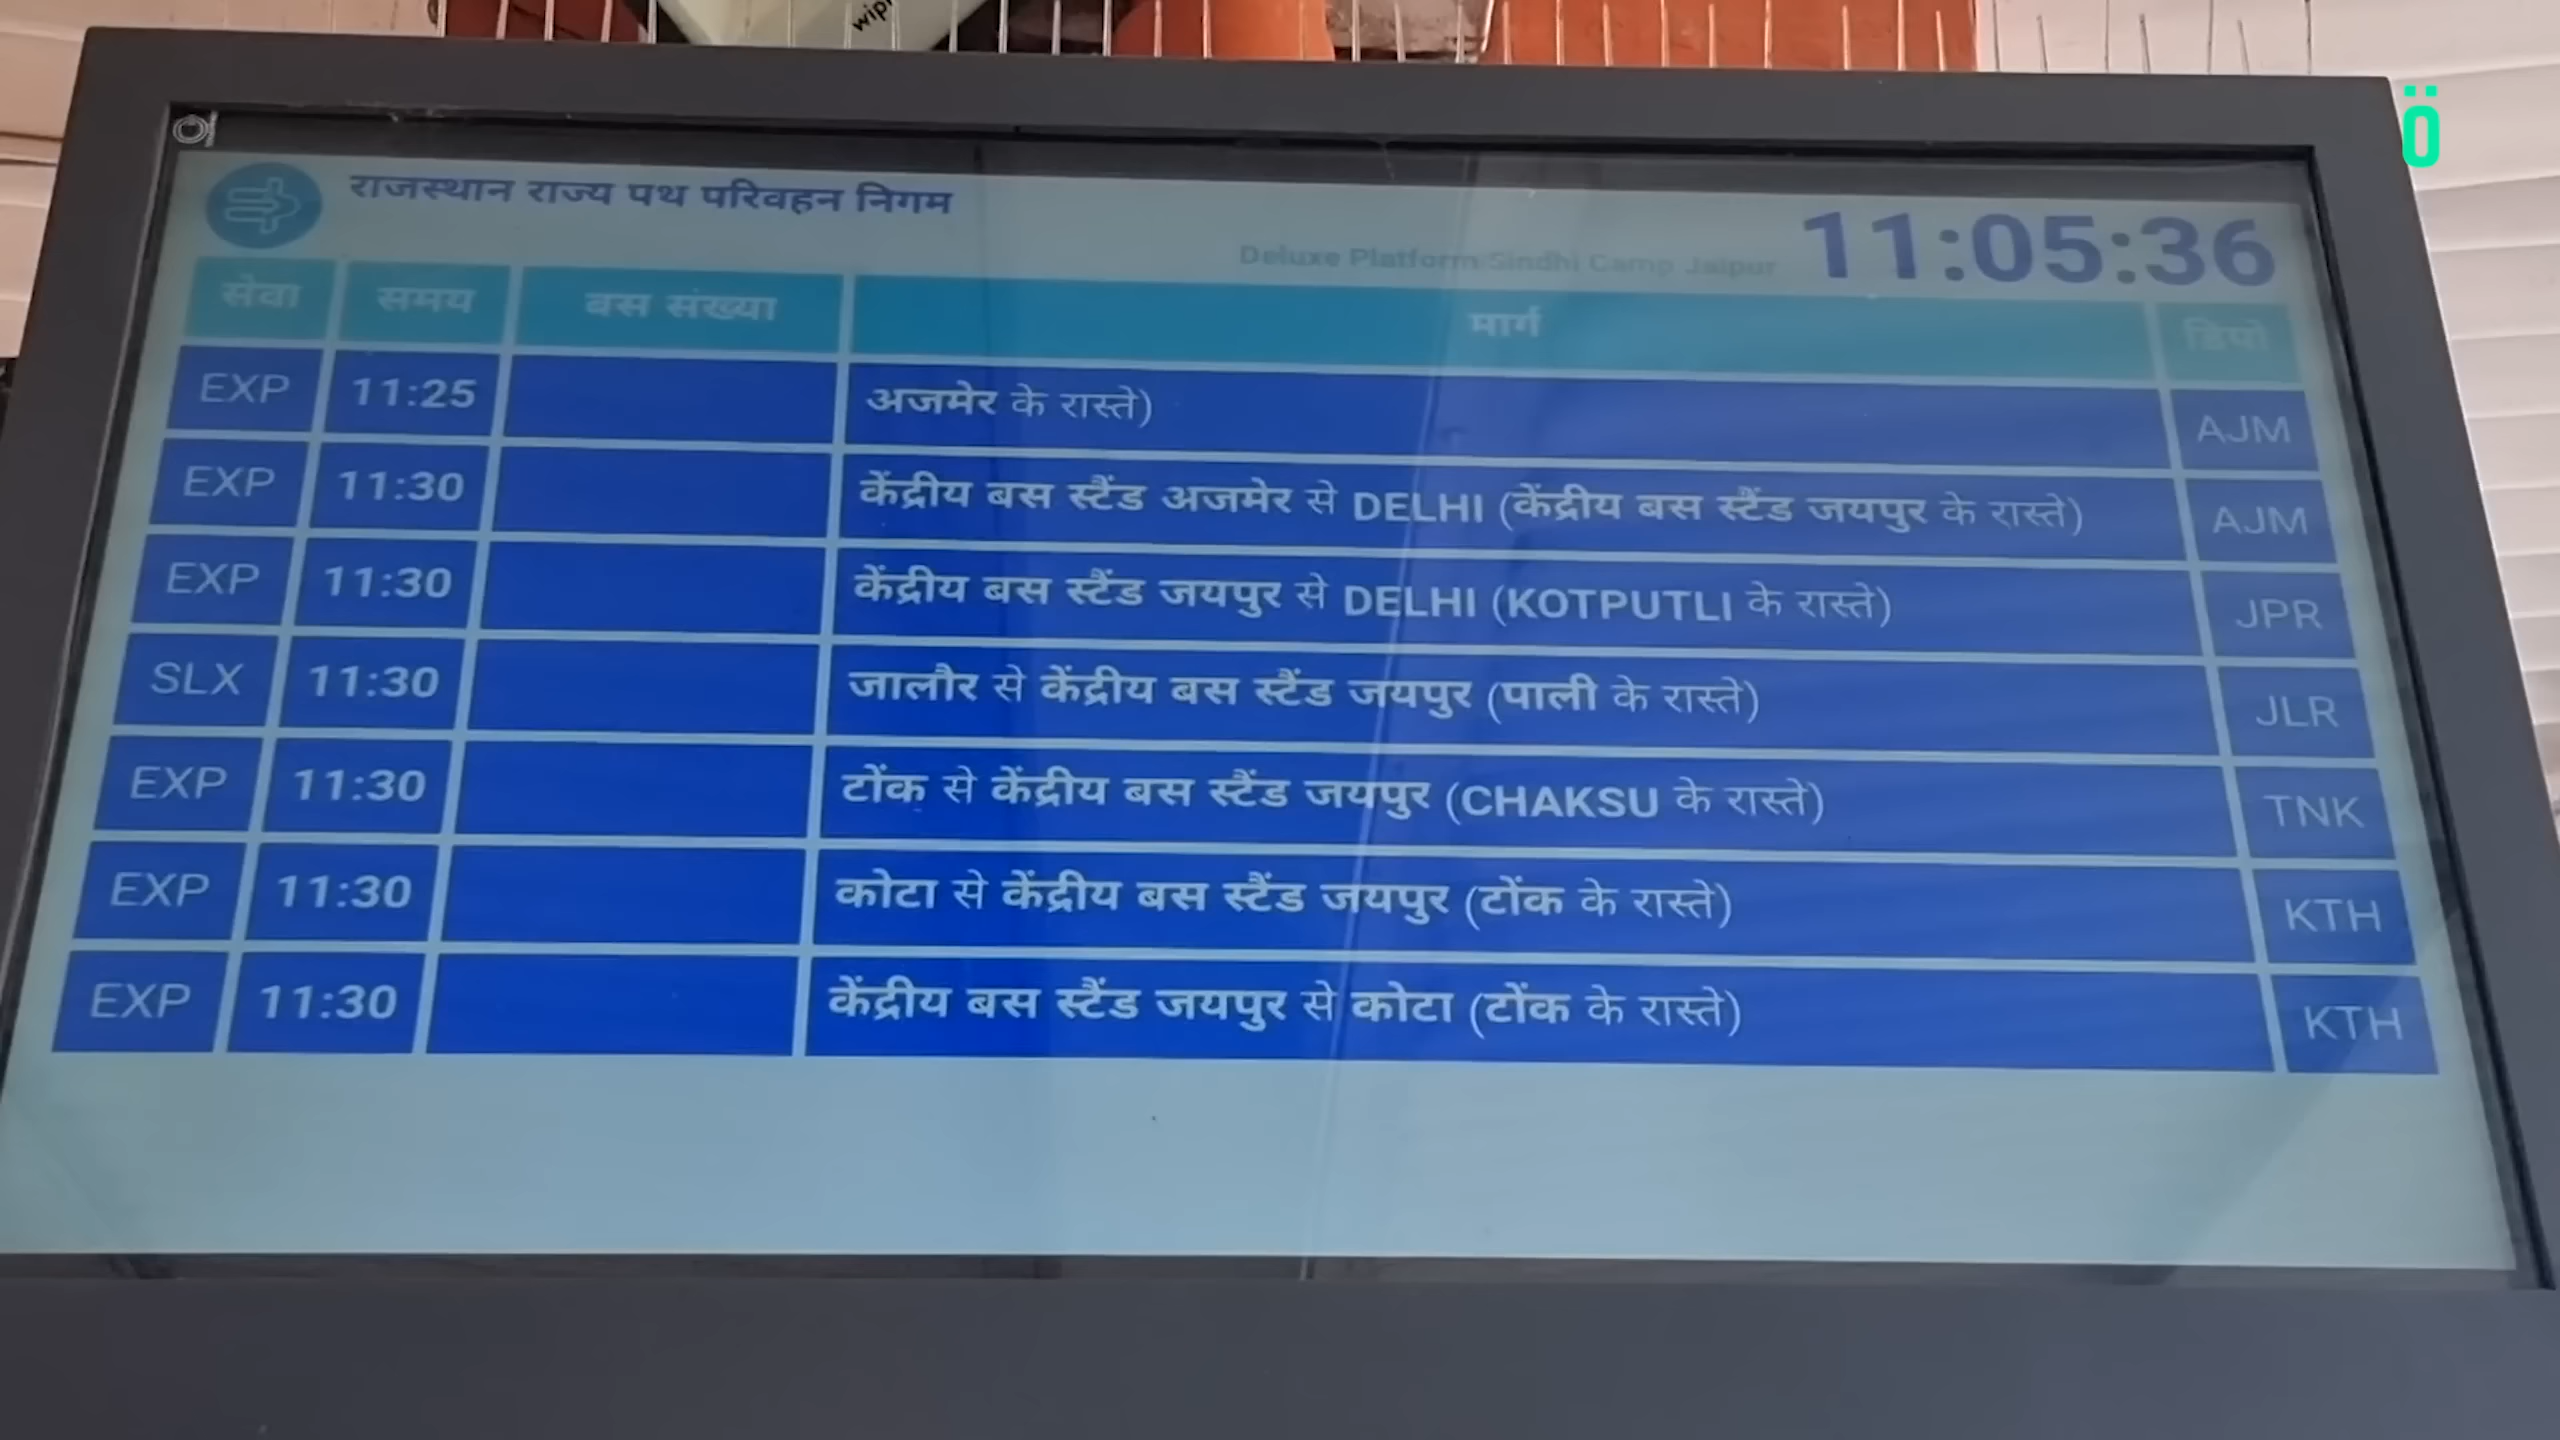 wip
राजस्थान राज्य पथ परिवहन निगम
Deluxe Platform Sindhi Camp Jaipur 11:05:36
सेवा समय बस संख्या मार्ग डिपो
EXP 11:25 अजमेर के रास्ते) AJM
EXP 11:30 केंद्रीय बस स्टैंड अजमेर से DELHI (केंद्रीय बस स्टैंड जयपुर के रास्ते) AJM
EXP 11:30 केंद्रीय बस स्टैंड जयपुर से DELHI (KOTPUTLI के रास्ते) JPR
SLX 11:30 जालौर से केंद्रीय बस स्टैंड जयपुर (पाली के रास्ते) JLR
EXP 11:30 टोंक से केंद्रीय बस स्टैंड जयपुर (CHAKSU के रास्ते) TNK
EXP 11:30 कोटा से केंद्रीय बस स्टैंड जयपुर (टोंक के रास्ते) KTH
EXP 11:30 केंद्रीय बस स्टैंड जयपुर से कोटा (टोंक के रास्ते) KTH
Ö